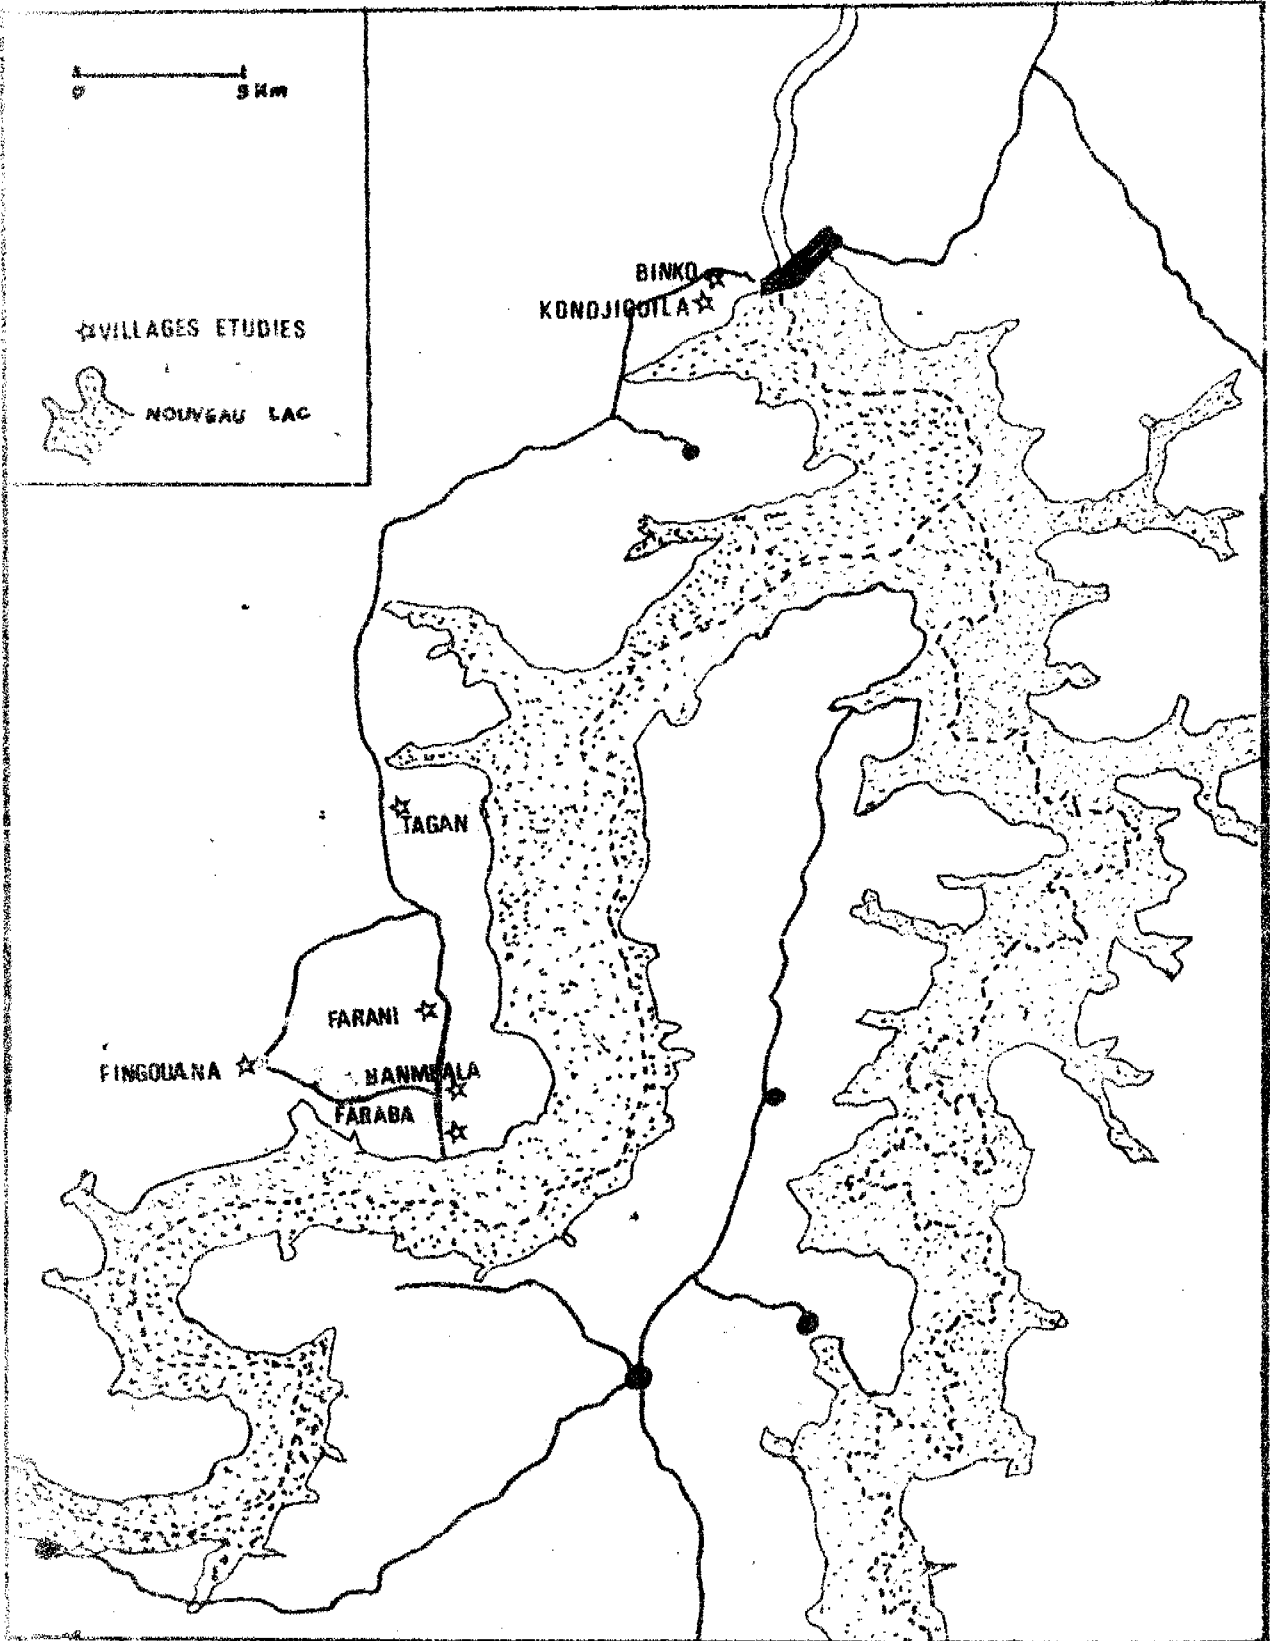 0 5 Km
VILLAGES ETUDIES
NOUVEAU LAC
BINKO
KONDJIGUILA
TAGAN
FARANI
FINGOUANA
FARABA